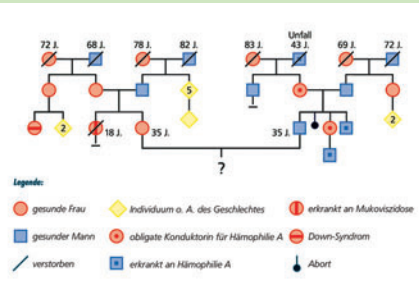 Unfall
72 J. 68 J. 78 J. 82 J. 83 J. 43 J. 69 J. 72 J.
5
2 18 J. 35 J. 35 J. 2
?
Legende:
gesunde Frau Individuum o. A. des Geschlechtes erkrankt an Mukoviszidose
gesunder Mann obligate Konduktorin für Hämophilie A Down-Syndrom
verstorben erkrankt an Hämophilie A Abort